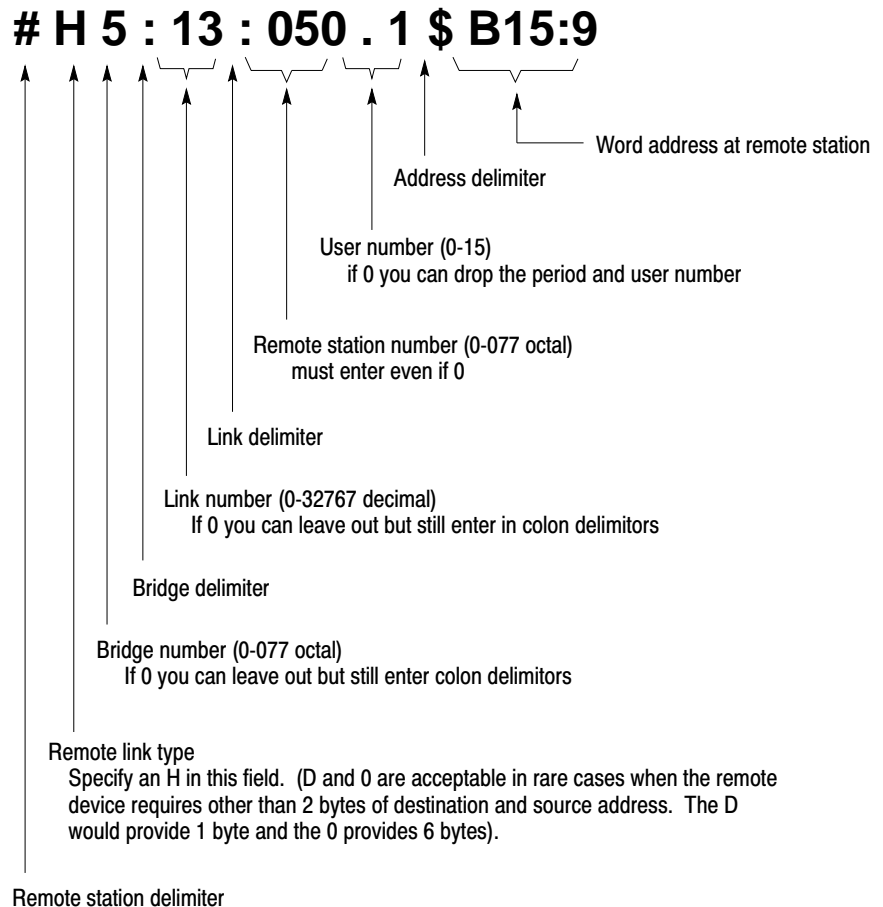 # H 5 : 13 : 050 . 1 $ B15:9
Word address at remote station
Address delimiter
User number (0-15)
if 0 you can drop the period and user number
Remote station number (0-077 octal)
must enter even if 0
Link delimiter
Link number (0-32767 decimal)
If 0 you can leave out but still enter in colon delimitors
Bridge delimiter
Bridge number (0-077 octal)
If 0 you can leave out but still enter colon delimitors
Remote link type
Specify an H in this field.  (D and 0 are acceptable in rare cases when the remote
device requires other than 2 bytes of destination and source address.  The D
would provide 1 byte and the 0 provides 6 bytes).
Remote station delimiter